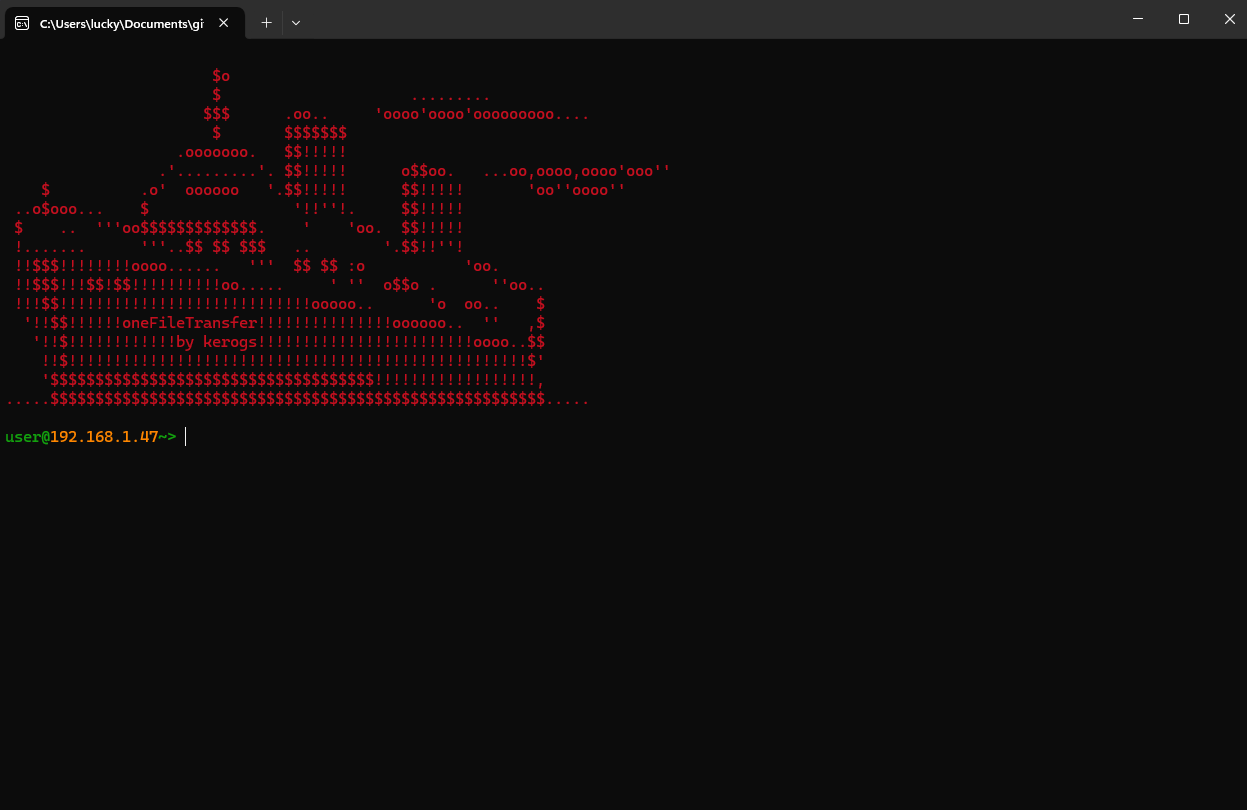 C:\Users\lucky\Documents\gi
                       $o
                       $                     .........
                      $$$      .oo..     'oooo'oooo'ooooooooo....
                       $       $$$$$$$
                   .ooooooo.   $$!!!!!
                 .'.........'. $$!!!!!      o$$oo.   ...oo,oooo,oooo'ooo''
    $          .o'  oooooo   '.$$!!!!!      $$!!!!!       'oo''oooo''
 ..o$ooo...    $                '!!''!.     $$!!!!!
 $    ..  '''oo$$$$$$$$$$$$$.    '    'oo.  $$!!!!!
 !.......      '''..$$ $$ $$$   ..        '.$$!!''!
 !!$$$!!!!!!!!oooo......   '''  $$ $$ :o           'oo.
 !!$$$!!!$$!$$!!!!!!!!!!oo.....     ' ''  o$$o .      ''oo..
 !!!$$!!!!!!!!!!!!!!!!!!!!!!!!!!!!ooooo..      'o  oo..    $
  '!!$$!!!!!!oneFileTransfer!!!!!!!!!!!!!!!oooooo..  ''   ,$
   '!!$!!!!!!!!!!!!by kerogs!!!!!!!!!!!!!!!!!!!!!!!!oooo..$$
    !!$!!!!!!!!!!!!!!!!!!!!!!!!!!!!!!!!!!!!!!!!!!!!!!!!!!!$'
    '$$$$$$$$$$$$$$$$$$$$$$$$$$$$$$$$$$$$!!!!!!!!!!!!!!!!!!,
.....$$$$$$$$$$$$$$$$$$$$$$$$$$$$$$$$$$$$$$$$$$$$$$$$$$$$$$$.....
user@192.168.1.47~>